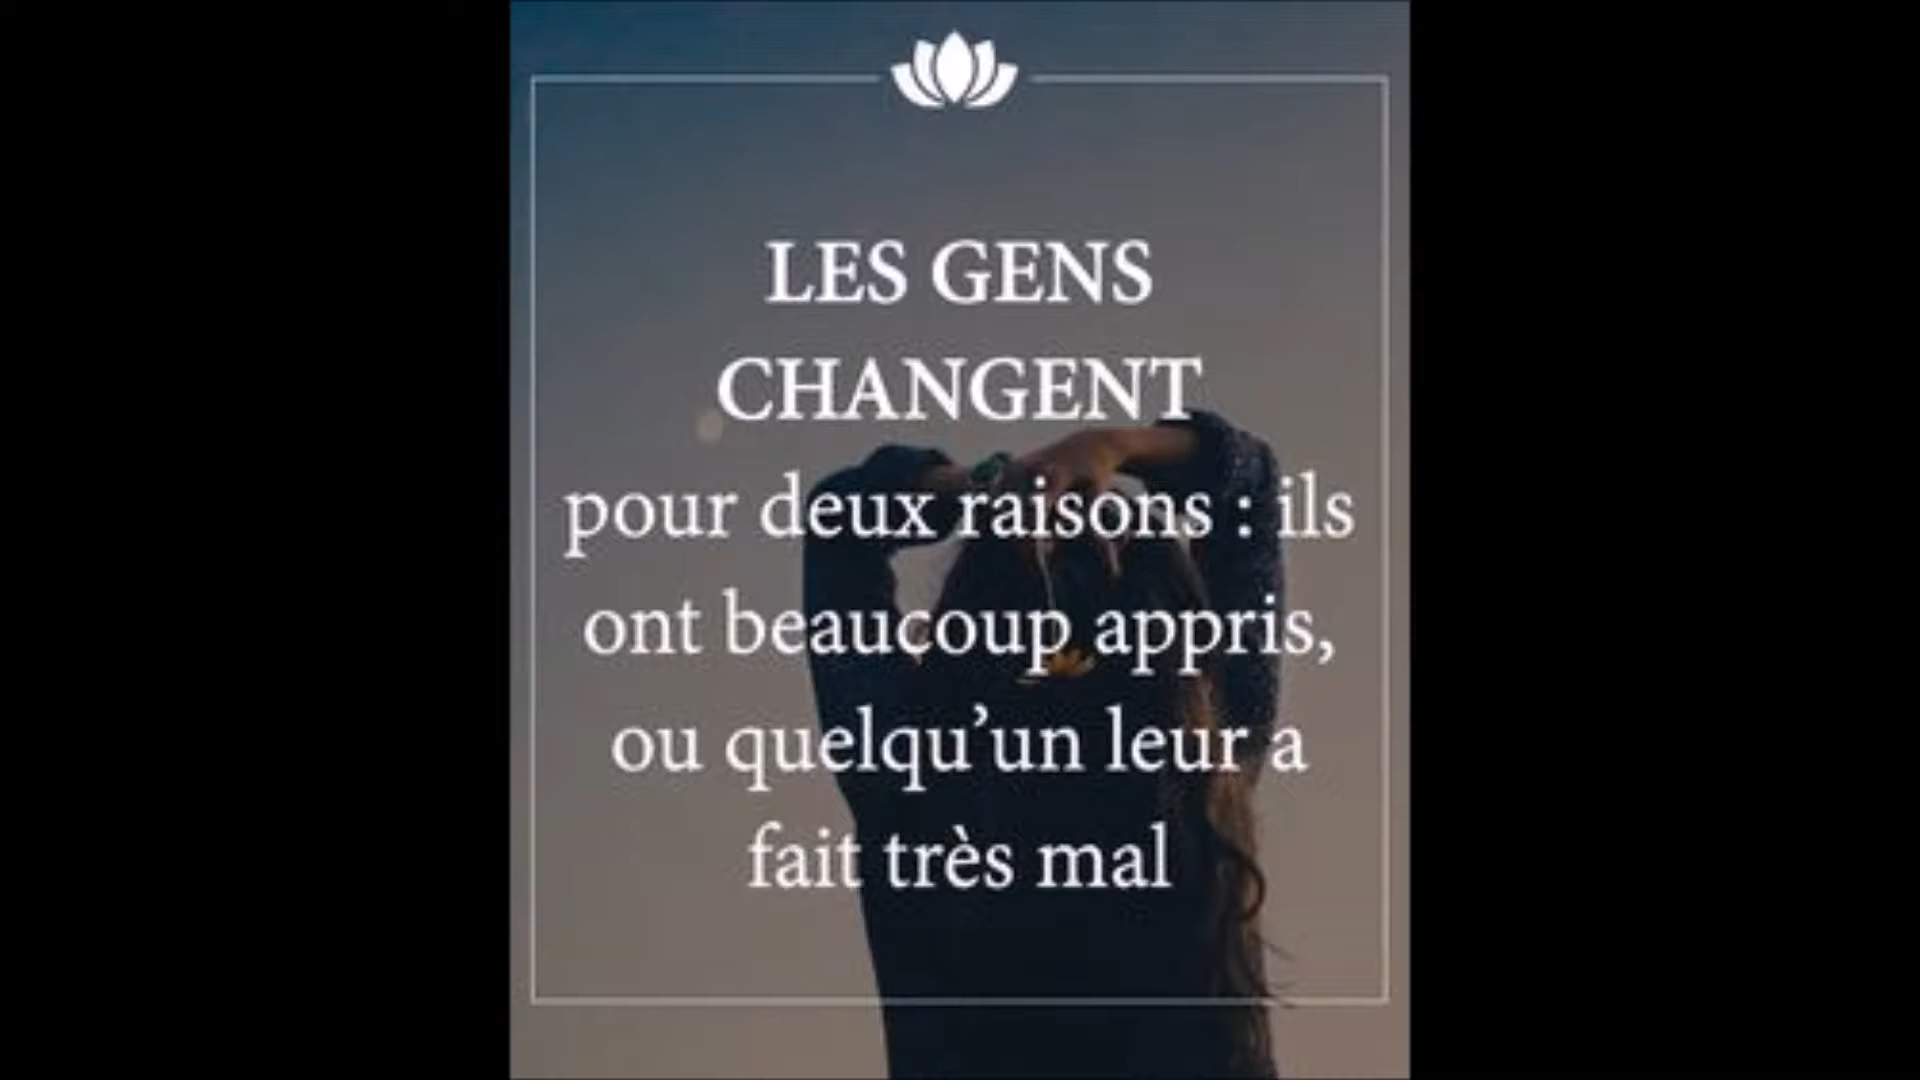 LES GENS
CHANGENT
pour deux raisons : ils
ont beaucoup appris,
ou quelqu’un leur a
fait très mal